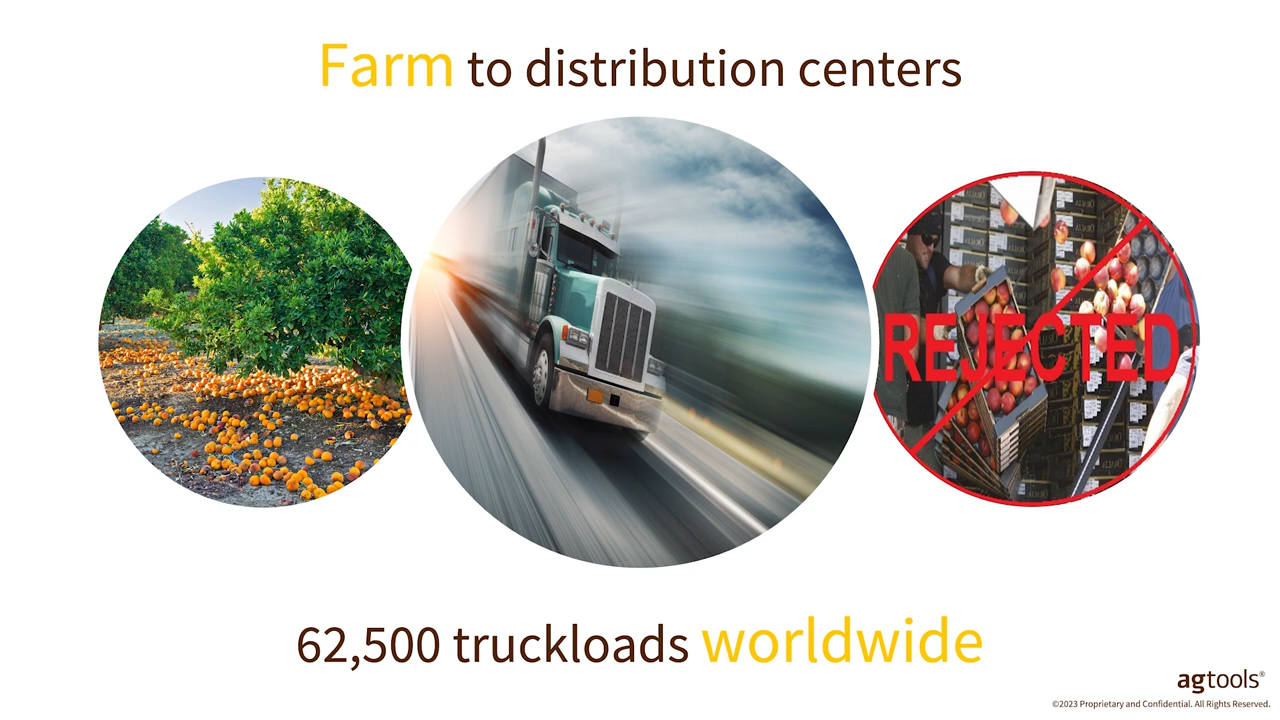 Farm to distribution centers
REJECTED
62,500 truckloads worldwide
agtools®
©2023 Proprietary and Confidential. All Rights Reserved.